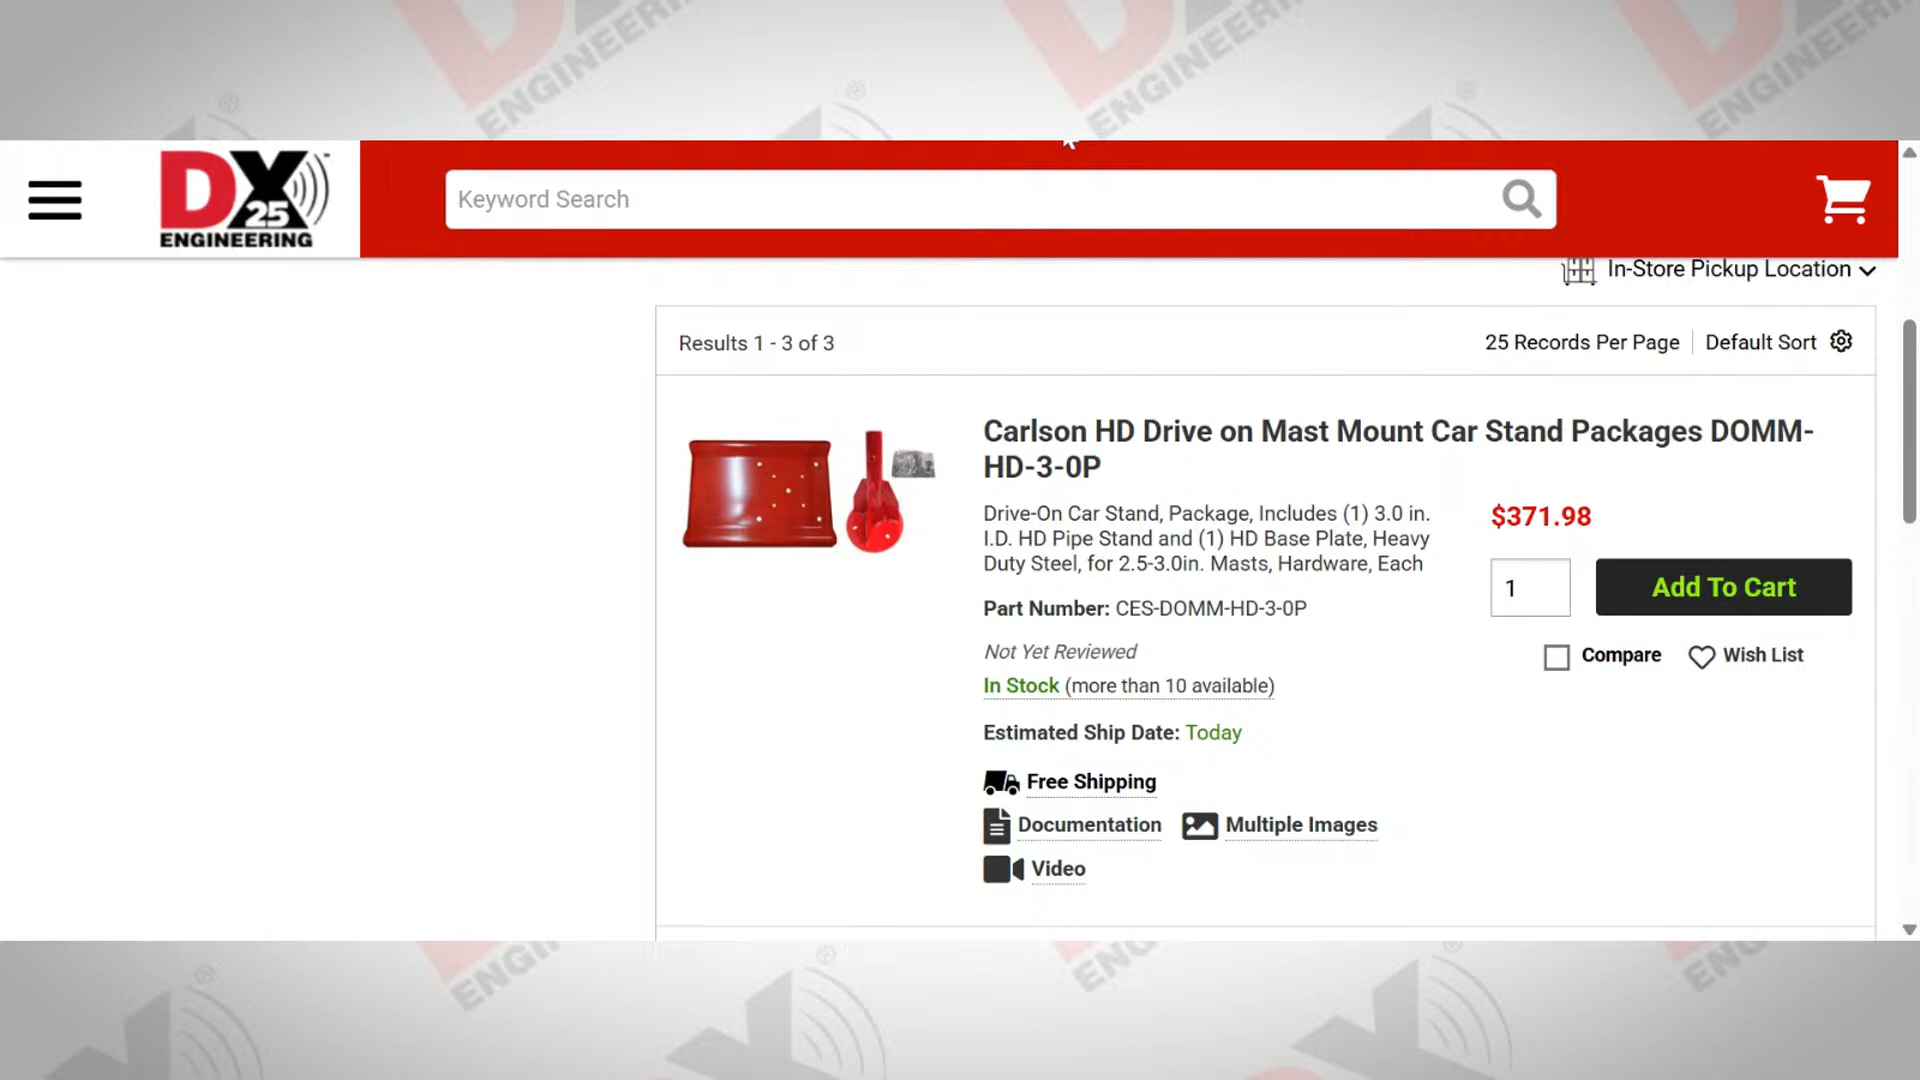 ENGINEERING
ENGINEERING
ENGINEERING
DX
25
ENGINEERING
Keyword Search
In-Store Pickup Location
Results 1 - 3 of 3
25 Records Per Page
Default Sort
Carlson HD Drive on Mast Mount Car Stand Packages DOMM-
HD-3-0P
Drive-On Car Stand, Package, Includes (1) 3.0 in.
I.D. HD Pipe Stand and (1) HD Base Plate, Heavy
Duty Steel, for 2.5-3.0in. Masts, Hardware, Each
$371.98
1
Add To Cart
Part Number: CES-DOMM-HD-3-0P
Not Yet Reviewed
Compare
Wish List
In Stock (more than 10 available)
Estimated Ship Date: Today
Free Shipping
Documentation
Multiple Images
Video